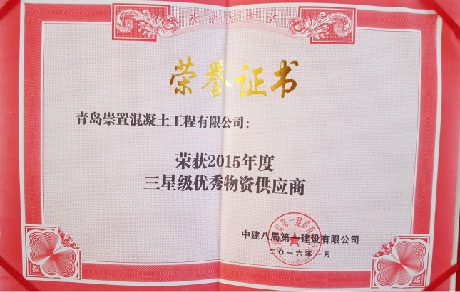 荣誉证书
青岛崇置混凝土工程有限公司：
荣获2015年度
三星级优秀物资供应商
中建八局第一建设有限公司
二〇一六年一月